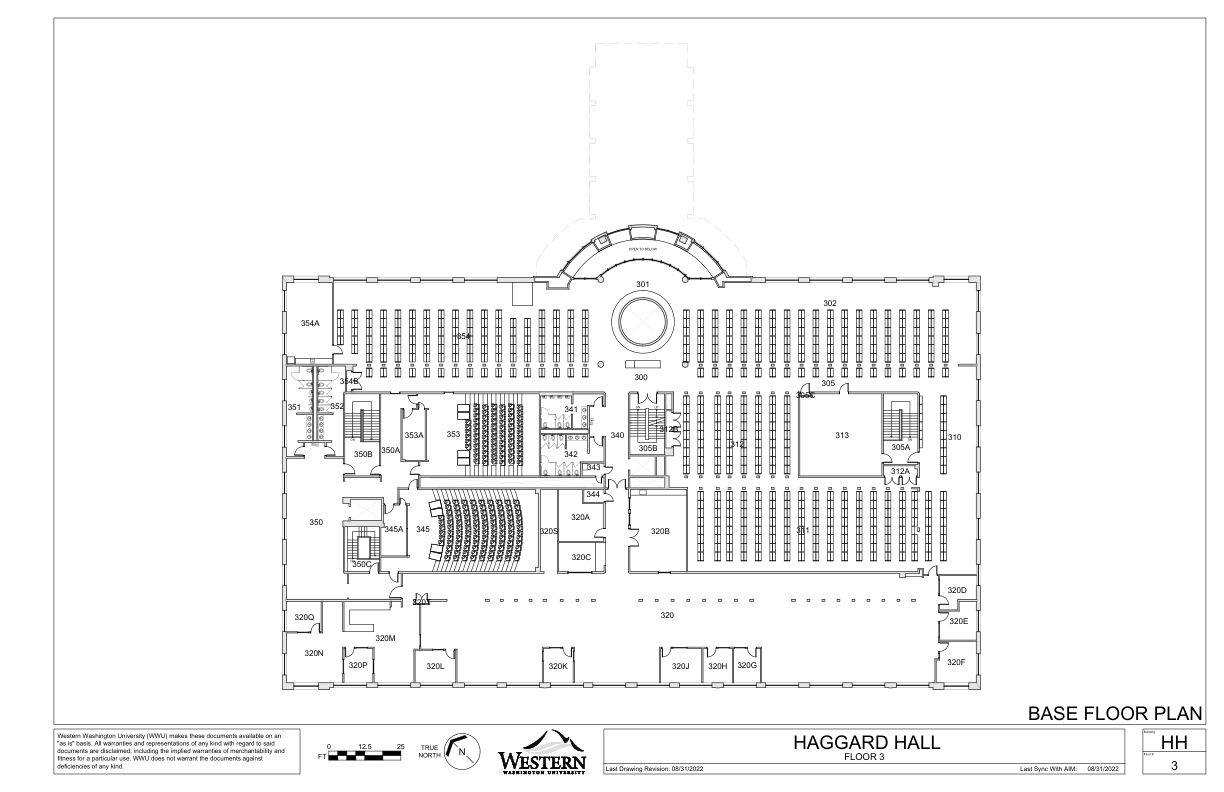 OPEN TO BELOW
301
302
354A
354
300
305
354B
305C
351
352
341
353A
353
340
312B
312
313
310
350A
350B
342
305B
305A
343
312A
344
350
345A
345
320A
320S
320B
311
320C
350C
320D
320
320Q
320E
320M
320N
320P
320L
320K
320J
320H
320G
320F
BASE FLOOR PLAN
Western Washington University (WWU) makes these documents available on an
"as is" basis. All warranties and representations of any kind with regard to said
documents are disclaimed, including the implied warranties of merchantability and
fitness for a particular use. WWU does not warrant the documents against
deficiencies of any kind.
0 12.5 25
FT
TRUE
NORTH
N
WESTERN
WASHINGTON UNIVERSITY
HAGGARD HALL
FLOOR 3
Last Drawing Revision: 08/31/2022
Last Sync With AIM: 08/31/2022
Building
HH
Floor
3